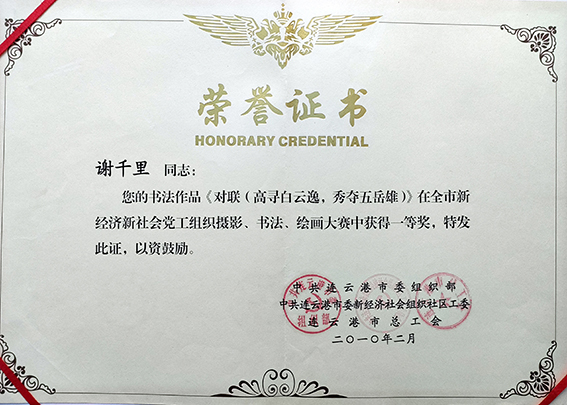 荣誉证书
HONORARY CREDENTIAL
谢千里 同志：
您的书法作品《对联（高寻白云逸，秀夺五岳雄）》在全市新
经济新社会党工组织摄影、书法、绘画大赛中获得一等奖，特发
此证，以资鼓励。
中共连云港市委组织部
中共连云港市委新经济社会组织社区工委
连云港市总工会
二〇一〇年二月